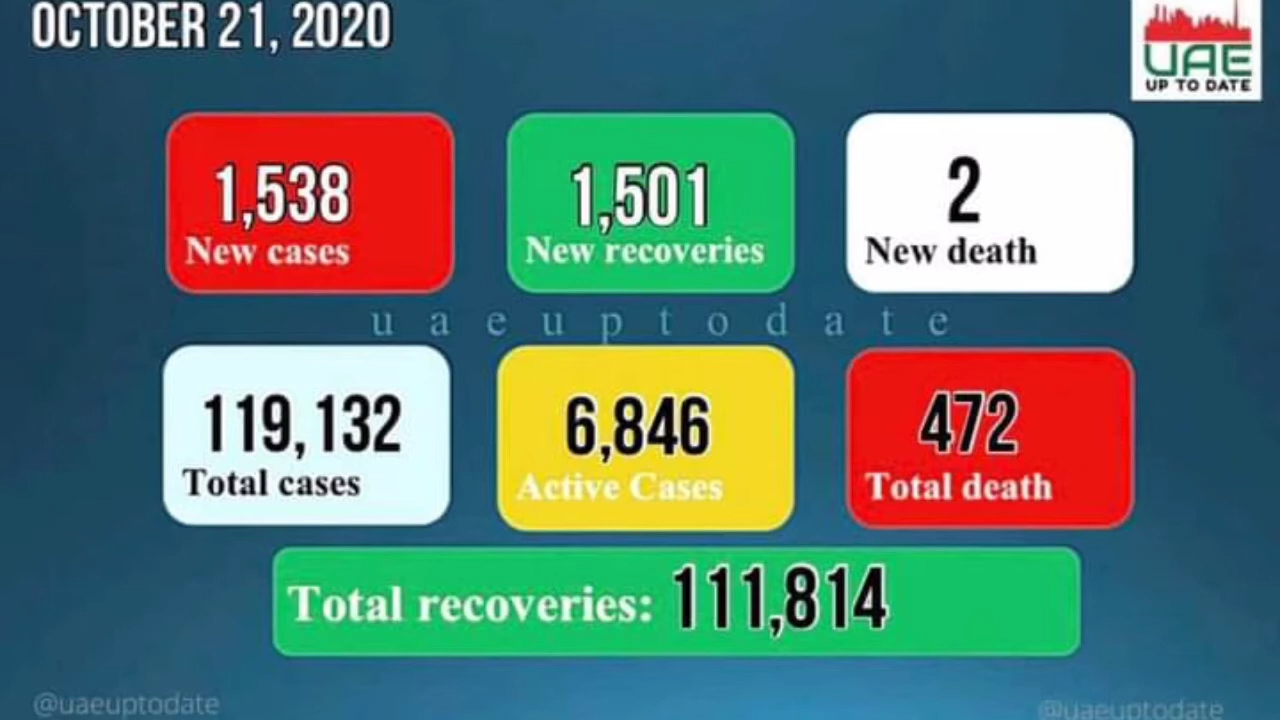 OCTOBER 21, 2020
UAE
UP TO DATE
1,538
New cases
1,501
New recoveries
2
New death
uaeuptodate
119,132
Total cases
6,846
Active Cases
472
Total death
Total recoveries: 111,814
@uaeuptodate
@uaeuptodate